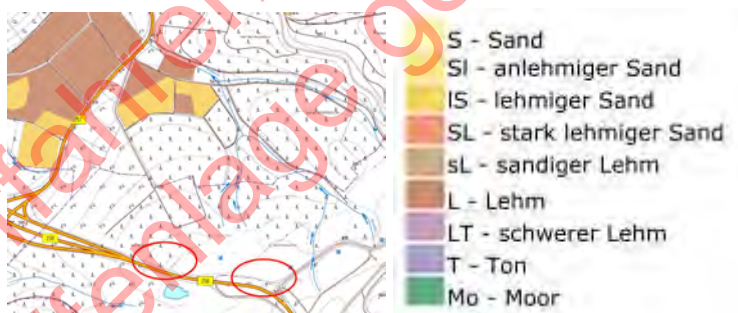 S - Sand
Sl - anlehmiger Sand
lS - lehmiger Sand
SL - stark lehmiger Sand
sL - sandiger Lehm
L - Lehm
LT - schwerer Lehm
T - Ton
Mo - Moor